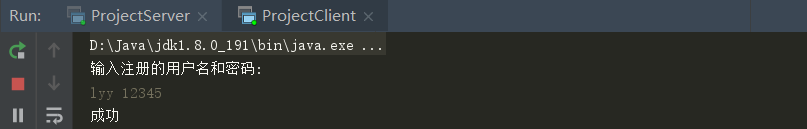 Run: ProjectServer × ProjectClient ×
D:\Java\jdk1.8.0_191\bin\java.exe ...
输入注册的用户名和密码:
lyy 12345
成功